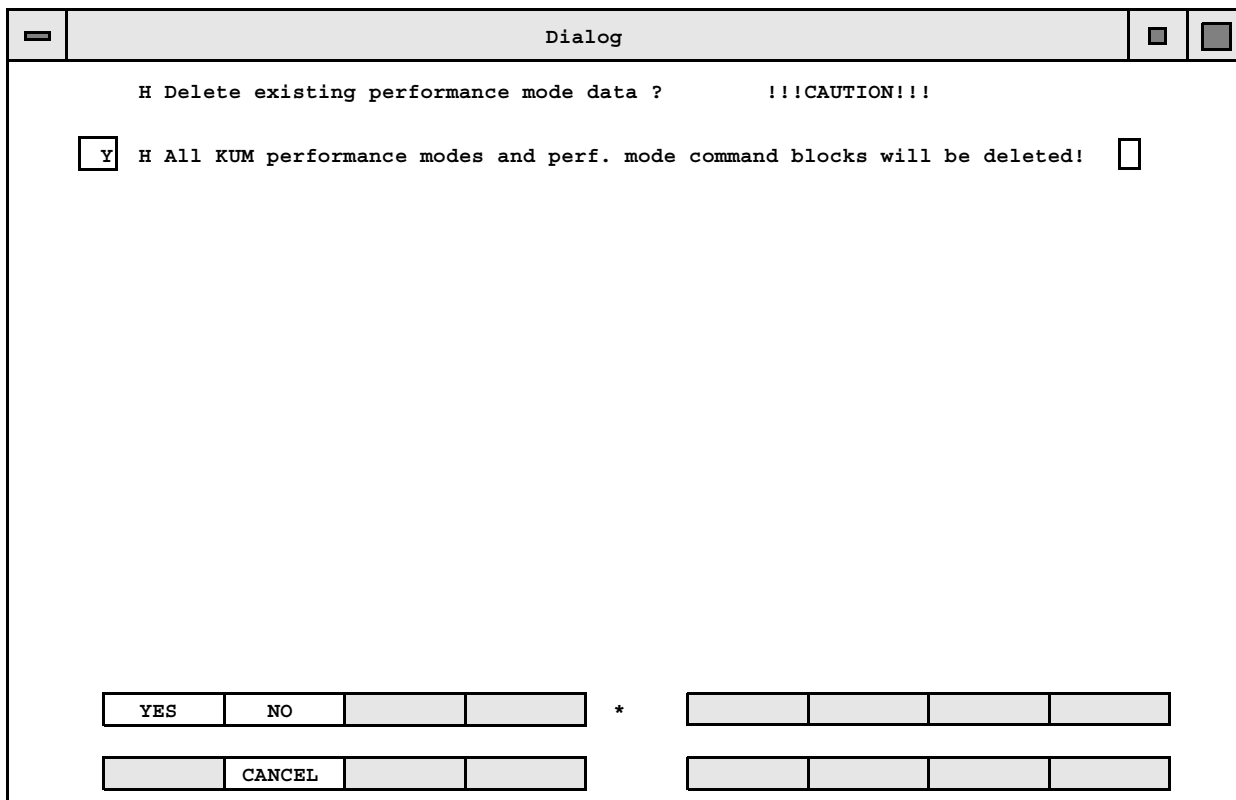 Dialog
H Delete existing performance mode data ? !!!CAUTION!!!
Y H All KUM performance modes and perf. mode command blocks will be deleted!
YES NO *
CANCEL